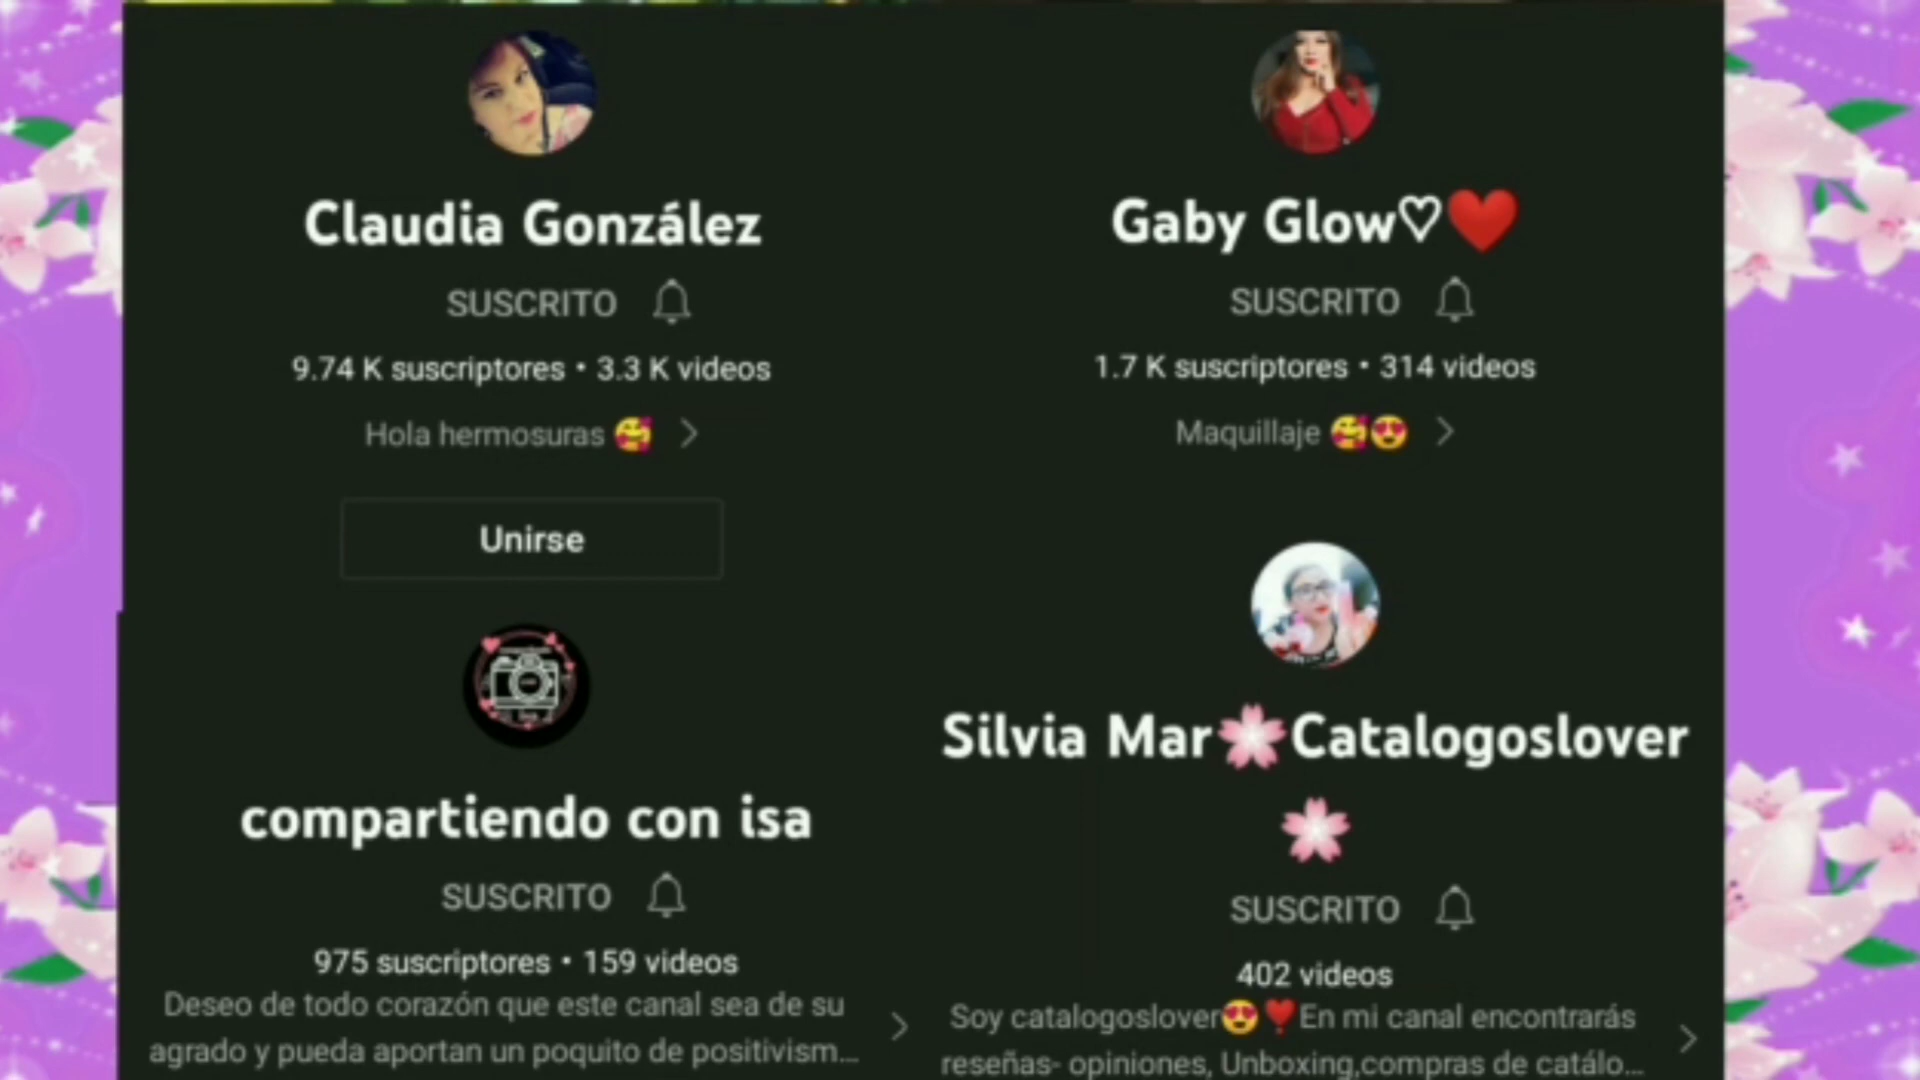 Claudia González
SUSCRITO
9.74 K suscriptores • 3.3 K videos
Hola hermosuras 🥰 >
Unirse
compartiendo con isa
SUSCRITO
975 suscriptores • 159 videos
Deseo de todo corazón que este canal sea de su
agrado y pueda aportan un poquito de positivism... >
Gaby Glow♡❤️
SUSCRITO
1.7 K suscriptores • 314 videos
Maquillaje 🥰😍 >
Silvia Mar🌸Catalogoslover
🌸
SUSCRITO
402 videos
Soy catalogoslover😍❣️En mi canal encontrarás
reseñas- opiniones, Unboxing,compras de catálo... >